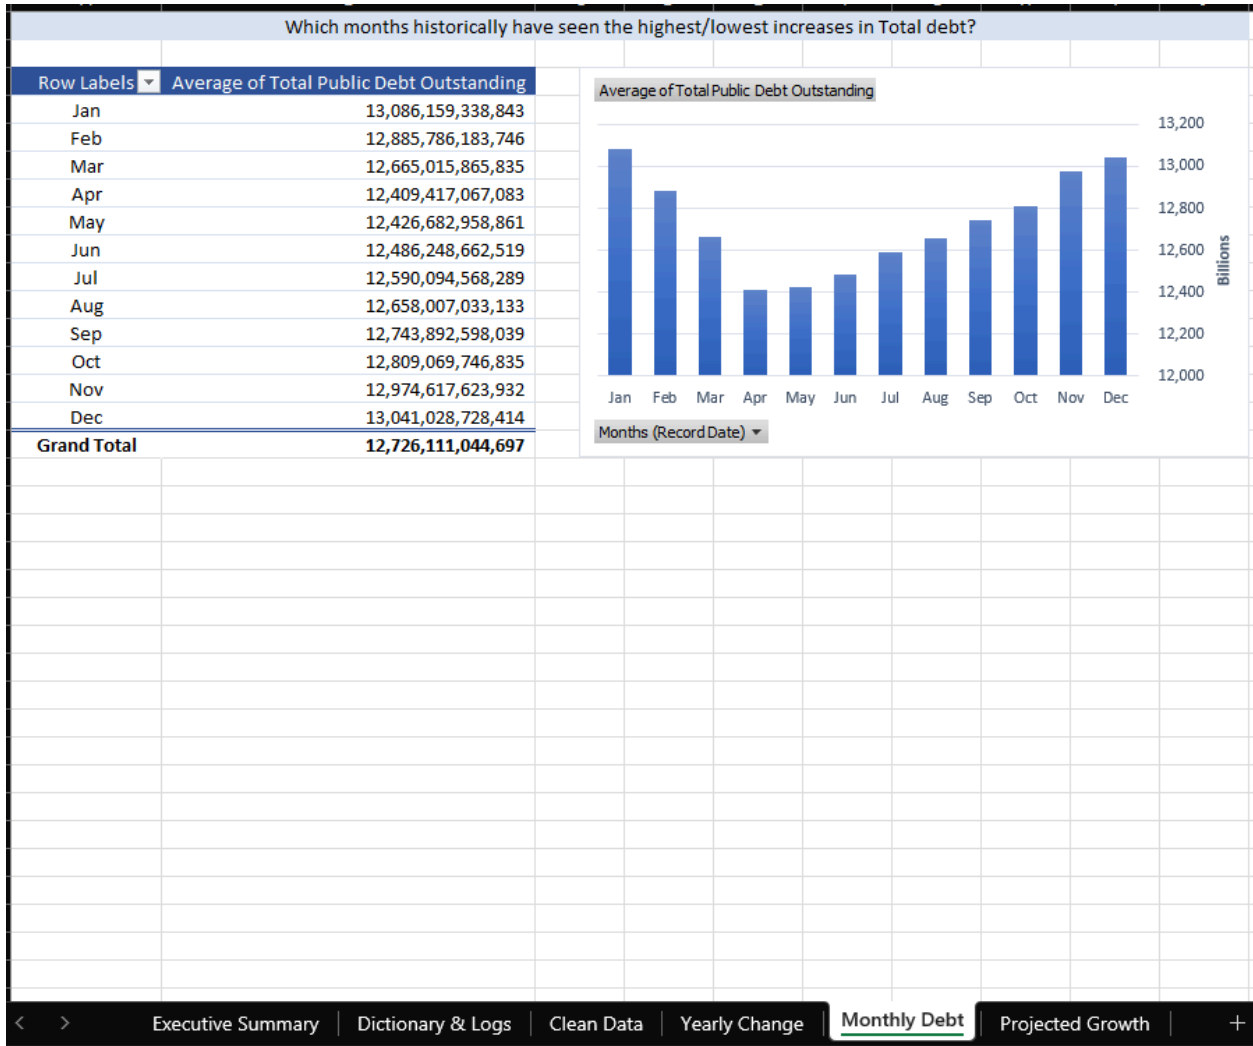 Which months historically have seen the highest/lowest increases in Total debt?
Row Labels Average of Total Public Debt Outstanding
Jan 13,086,159,338,843
Feb 12,885,786,183,746
Mar 12,665,015,865,835
Apr 12,409,417,067,083
May 12,426,682,958,861
Jun 12,486,248,662,519
Jul 12,590,094,568,289
Aug 12,658,007,033,133
Sep 12,743,892,598,039
Oct 12,809,069,746,835
Nov 12,974,617,623,932
Dec 13,041,028,728,414
Grand Total 12,726,111,044,697
Average of Total Public Debt Outstanding
13,200
13,000
12,800
12,600
12,400
12,200
12,000
Billions
Jan Feb Mar Apr May Jun Jul Aug Sep Oct Nov Dec
Months (Record Date)
Executive Summary Dictionary & Logs Clean Data Yearly Change Monthly Debt Projected Growth